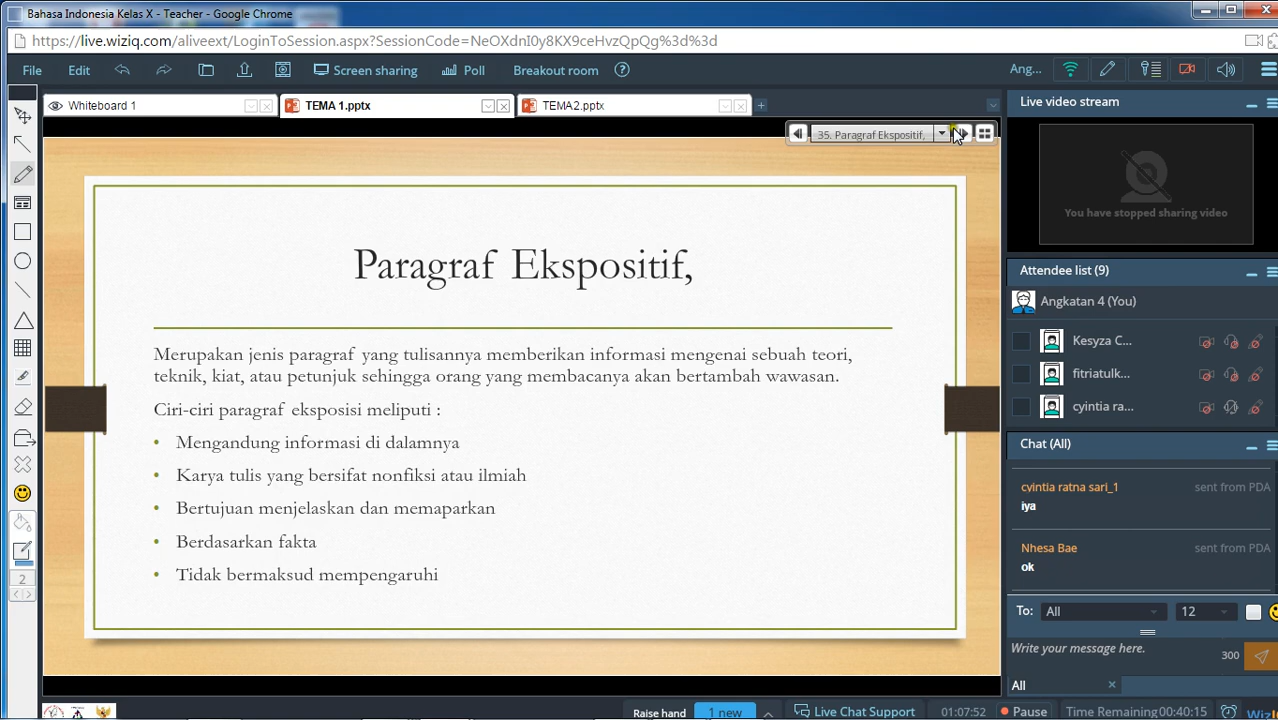 Bahasa Indonesia Kelas X - Teacher - Google Chrome
https://live.wiziq.com/aliveext/LoginToSession.aspx?SessionCode=NeOXdnI0y8KX9ceHvzQpQg%3d%3d
File Edit Screen sharing Poll Breakout room Ang...
Whiteboard 1 TEMA 1.pptx TEMA2.pptx
35. Paragraf Ekspositif,
Paragraf Ekspositif,
Merupakan jenis paragraf yang tulisannya memberikan informasi mengenai sebuah teori,
teknik, kiat, atau petunjuk sehingga orang yang membacanya akan bertambah wawasan.
Ciri-ciri paragraf eksposisi meliputi :
• Mengandung informasi di dalamnya
• Karya tulis yang bersifat nonfiksi atau ilmiah
• Bertujuan menjelaskan dan memaparkan
• Berdasarkan fakta
• Tidak bermaksud mempengaruhi
2
Live video stream
You have stopped sharing video
Attendee list (9)
Angkatan 4 (You)
Kesyza C...
fitriatulk...
cyintia ra...
Chat (All)
cyintia ratna sari_1 sent from PDA
iya
Nhesa Bae sent from PDA
ok
To: All 12
Write your message here. 300
All
Raise hand 1 new Live Chat Support 01:07:52 Pause Time Remaining 00:40:15 WizI